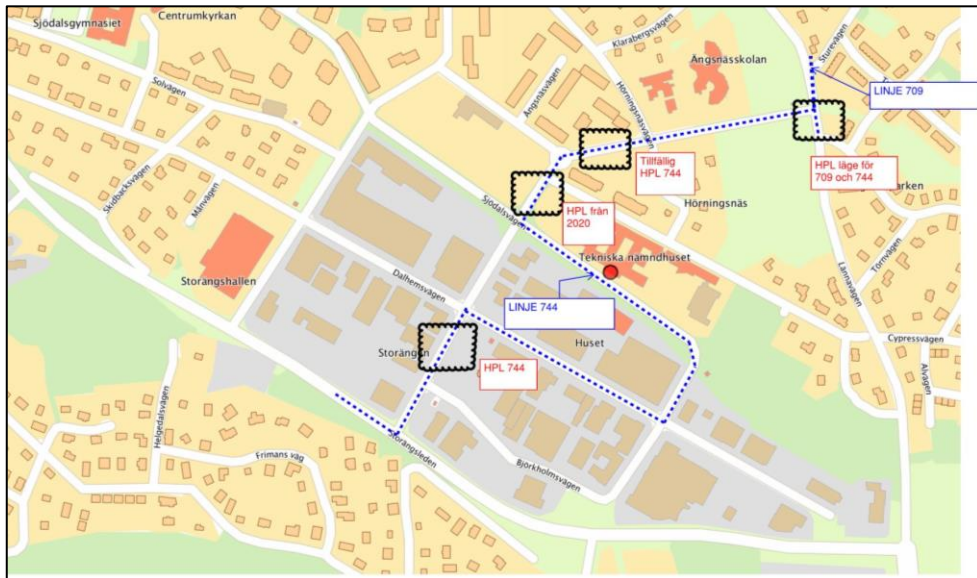 Sjödalsgymnasiet
Centrumkyrkan
Klarabergsvägen
Sturevägen
Ängsnässkolan
Solvägen
Ängsnäsvägen
Hörningsnäsvägen
LINJE 709
Tillfällig
HPL 744
HPL läge för
709 och 744
Skidbacksvägen
Månvägen
Sjödalsvägen
HPL från
2020
Hörningsnäs
arken
Törnvägen
Tekniska nämndhuset
Storängshallen
Lännavägen
Dalhemsvägen
LINJE 744
Cypressvägen
Huset
Storängen
HPL 744
Alvägen
Helgedalsvägen
Frimans väg
Storängsleden
Björkholmsvägen